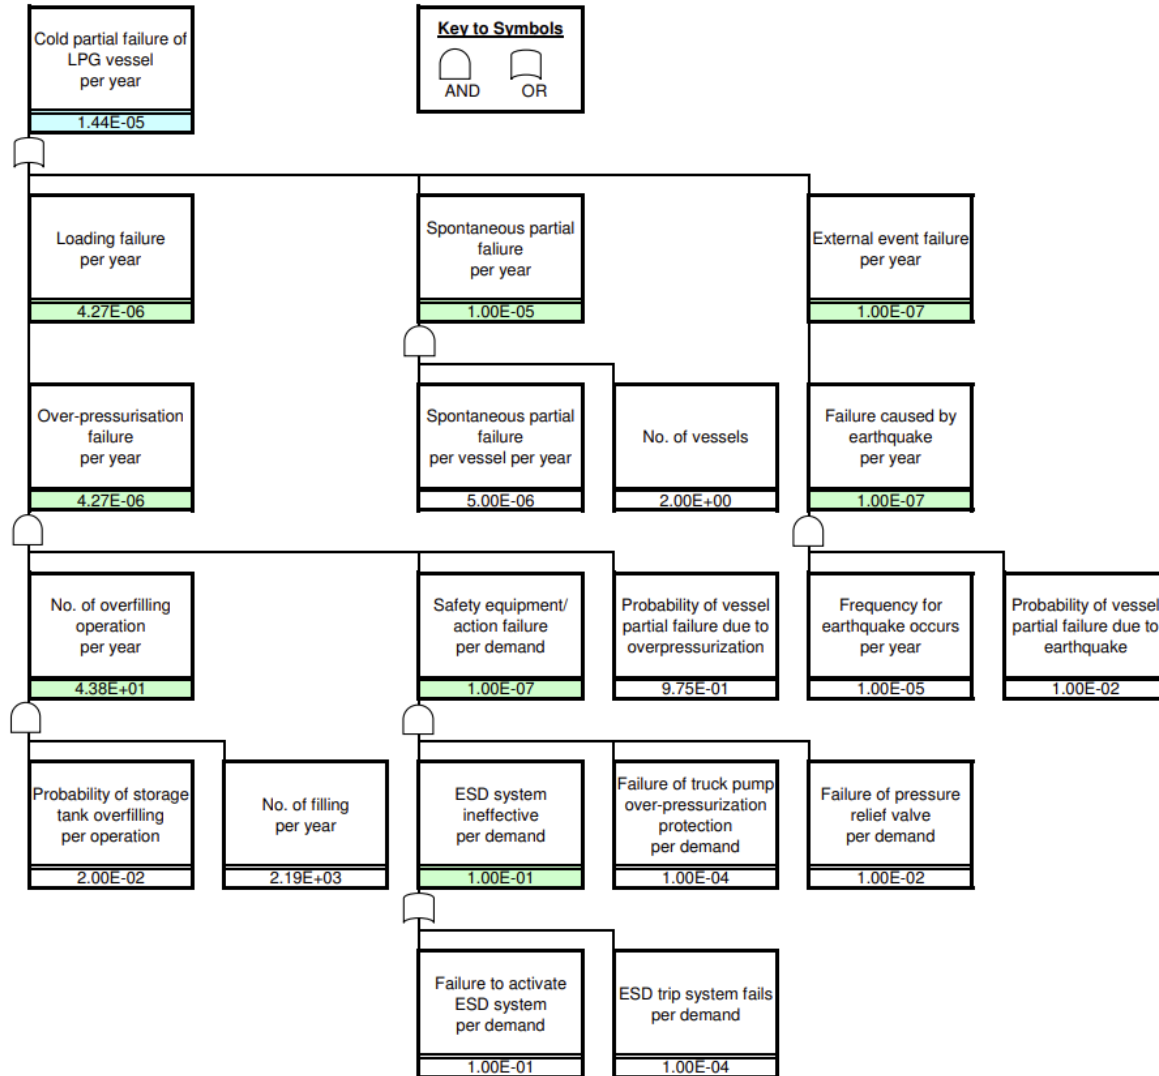 Cold partial failure of
LPG vessel
per year
1.44E-05
Key to Symbols
AND OR
Loading failure
per year
4.27E-06
Spontaneous partial
faliure
per year
1.00E-05
External event failure
per year
1.00E-07
Over-pressurisation
failure
per year
4.27E-06
Spontaneous partial
failure
per vessel per year
5.00E-06
No. of vessels
2.00E+00
Failure caused by
earthquake
per year
1.00E-07
No. of overfilling
operation
per year
4.38E+01
Safety equipment/
action failure
per demand
1.00E-07
Probability of vessel
partial failure due to
overpressurization
9.75E-01
Frequency for
earthquake occurs
per year
1.00E-05
Probability of vessel
partial failure due to
earthquake
1.00E-02
Probability of storage
tank overfilling
per operation
2.00E-02
No. of filling
per year
2.19E+03
ESD system
ineffective
per demand
1.00E-01
Failure of truck pump
over-pressurization
protection
per demand
1.00E-04
Failure of pressure
relief valve
per demand
1.00E-02
Failure to activate
ESD system
per demand
1.00E-01
ESD trip system fails
per demand
1.00E-04